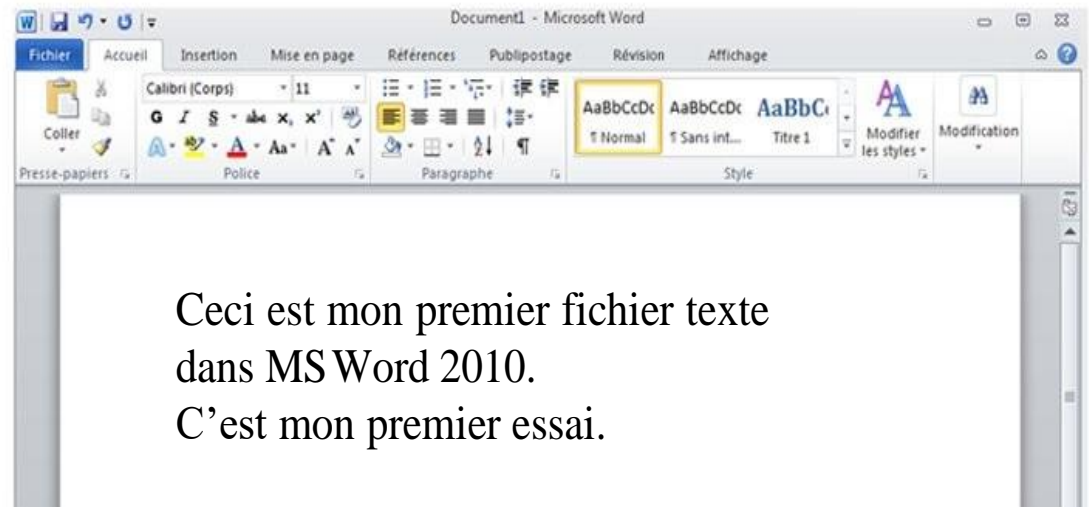 Document1 - Microsoft Word
Fichier Accueil Insertion Mise en page Références Publipostage Révision Affichage
Calibri (Corps) 11
G I S abc x, x'
Aa A A
Coller
AaBbCcDc AaBbCcDc AaBbC
¶ Normal ¶ Sans int... Titre 1
Modifier les styles
Modification
Presse-papiers Police Paragraphe Style
Ceci est mon premier fichier texte
dans MS Word 2010.
C’est mon premier essai.